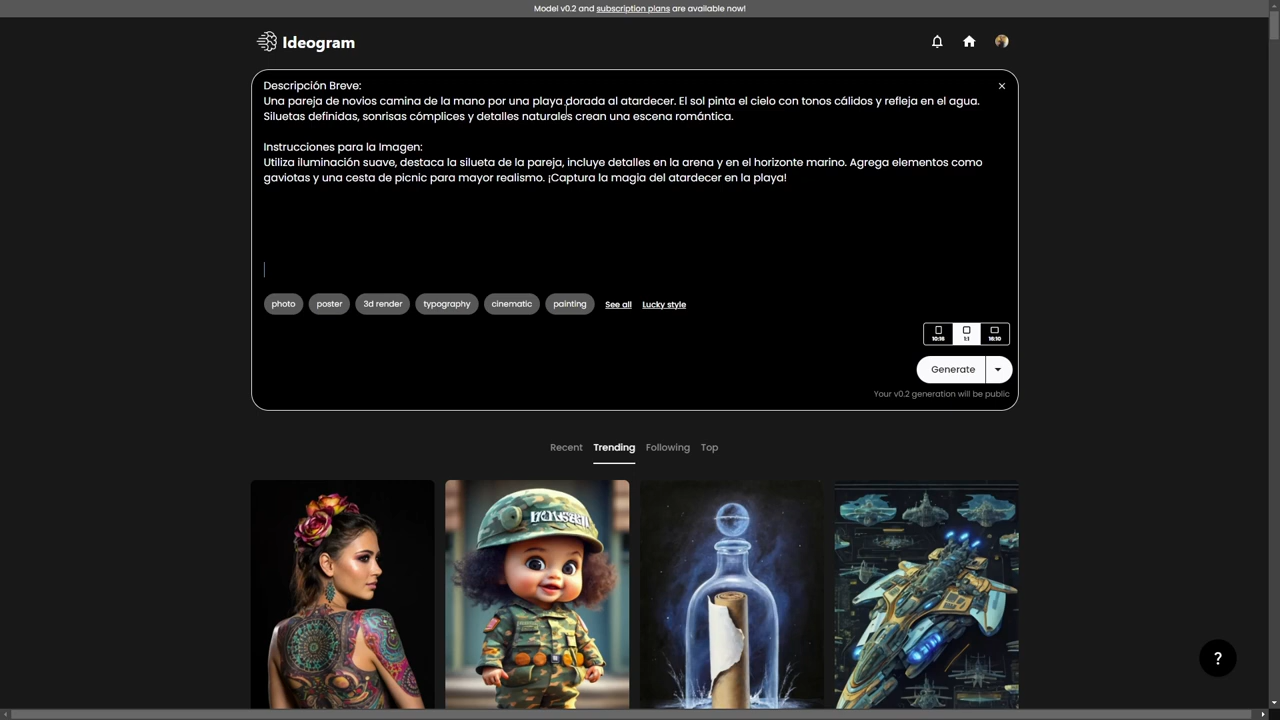 Model v0.2 and subscription plans are available now!
Ideogram
Descripción Breve:
Una pareja de novios camina de la mano por una playa dorada al atardecer. El sol pinta el cielo con tonos cálidos y refleja en el agua.
Siluetas definidas, sonrisas cómplices y detalles naturales crean una escena romántica.
Instrucciones para la Imagen:
Utiliza iluminación suave, destaca la silueta de la pareja, incluye detalles en la arena y en el horizonte marino. Agrega elementos como
gaviotas y una cesta de picnic para mayor realismo. ¡Captura la magia del atardecer en la playa!
photo poster 3d render typography cinematic painting See all Lucky style
10:16 1:1 16:10
Generate
Your v0.2 generation will be public
Recent Trending Following Top
?